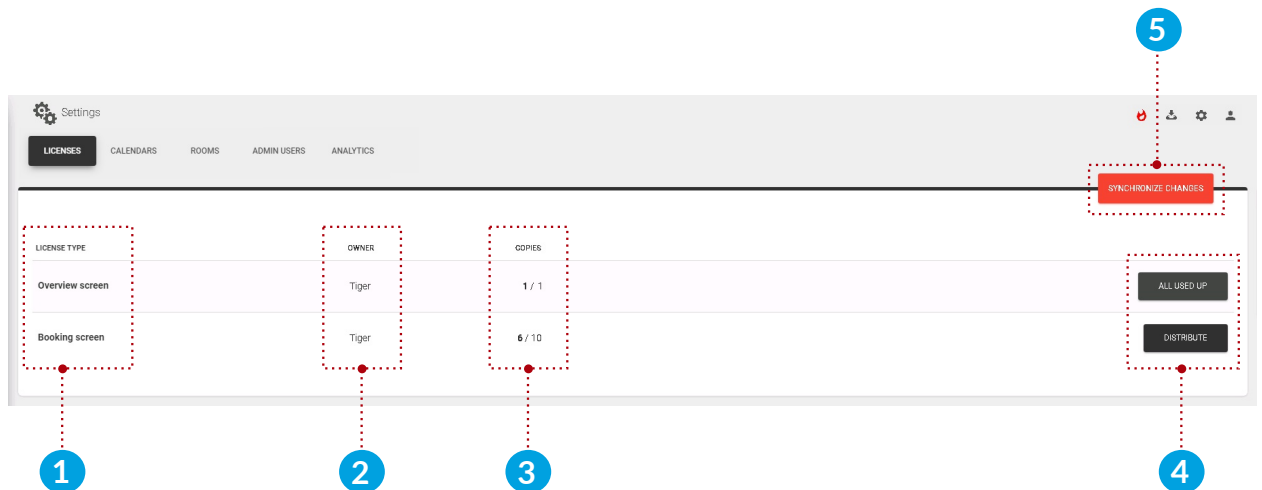 5
Settings
LICENSES CALENDARS ROOMS ADMIN USERS ANALYTICS
SYNCHRONIZE CHANGES
LICENSE TYPE OWNER COPIES
Overview screen Tiger 1 / 1 ALL USED UP
Booking screen Tiger 6 / 10 DISTRIBUTE
1 2 3 4